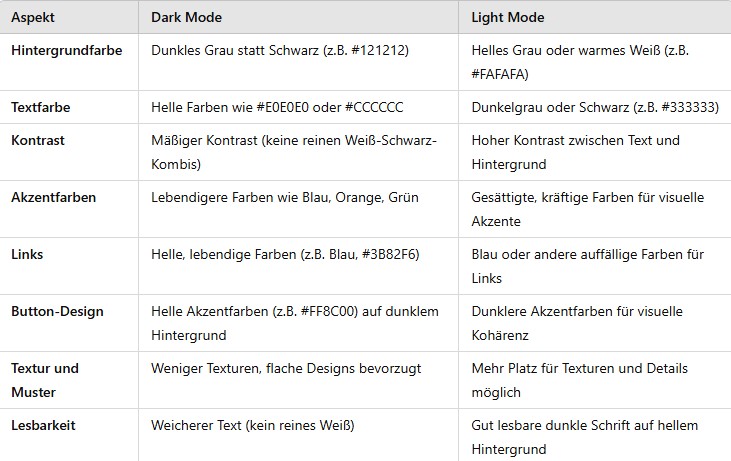 Aspekt Dark Mode Light Mode
Hintergrundfarbe Dunkles Grau statt Schwarz (z.B. #121212) Helles Grau oder warmes Weiß (z.B.
#FAFAFA)
Textfarbe Helle Farben wie #E0E0E0 oder #CCCCCC Dunkelgrau oder Schwarz (z.B. #333333)
Kontrast Mäßiger Kontrast (keine reinen Weiß-Schwarz- Hoher Kontrast zwischen Text und
Kombis) Hintergrund
Akzentfarben Lebendigere Farben wie Blau, Orange, Grün Gesättigte, kräftige Farben für visuelle
Akzente
Links Helle, lebendige Farben (z.B. Blau, #3B82F6) Blau oder andere auffällige Farben für
Links
Button-Design Helle Akzentfarben (z.B. #FF8C00) auf dunklem Dunklere Akzentfarben für visuelle
Hintergrund Kohärenz
Textur und Weniger Texturen, flache Designs bevorzugt Mehr Platz für Texturen und Details
Muster möglich
Lesbarkeit Weicherer Text (kein reines Weiß) Gut lesbare dunkle Schrift auf hellem
Hintergrund